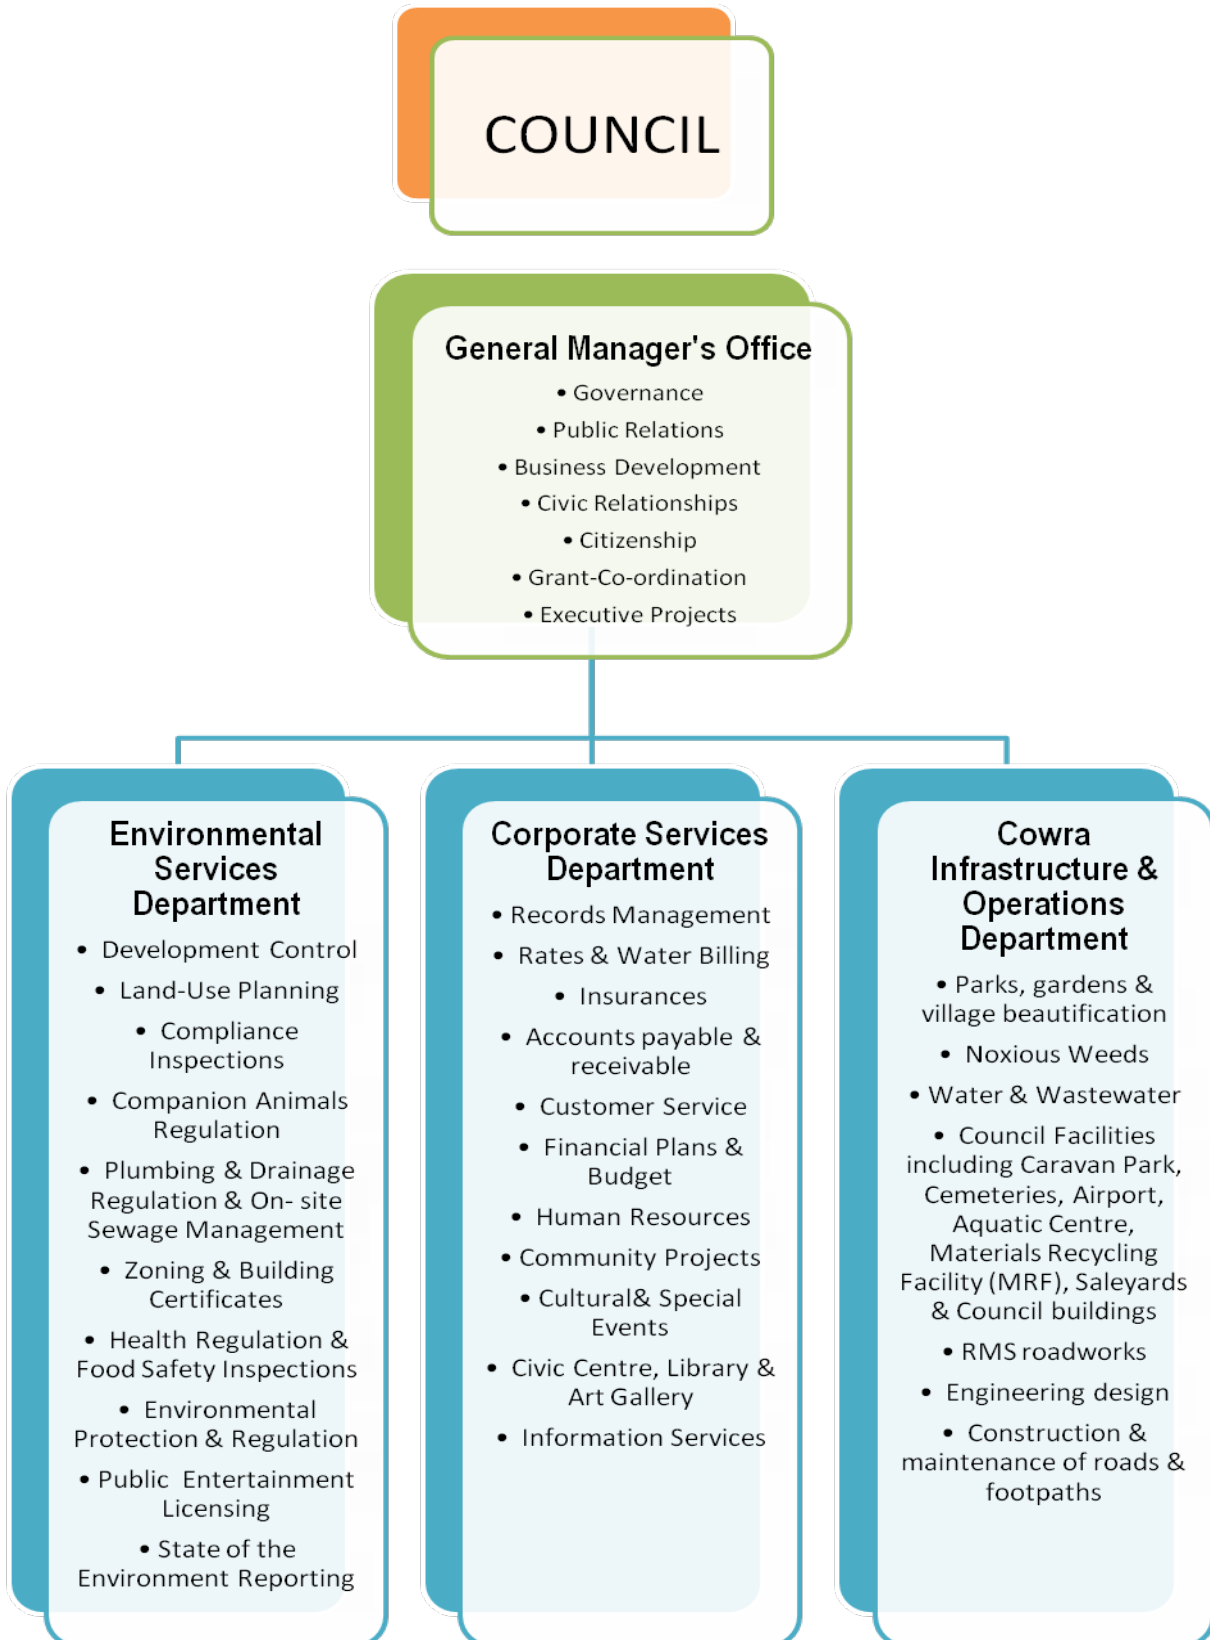 COUNCIL
General Manager's Office
• Governance
• Public Relations
• Business Development
• Civic Relationships
• Citizenship
• Grant-Co-ordination
• Executive Projects
Environmental
Services
Department
• Development Control
• Land-Use Planning
• Compliance
Inspections
• Companion Animals
Regulation
• Plumbing & Drainage
Regulation & On- site
Sewage Management
• Zoning & Building
Certificates
• Health Regulation &
Food Safety Inspections
• Environmental
Protection & Regulation
• Public Entertainment
Licensing
• State of the
Environment Reporting
Corporate Services
Department
• Records Management
• Rates & Water Billing
• Insurances
• Accounts payable &
receivable
• Customer Service
• Financial Plans &
Budget
• Human Resources
• Community Projects
• Cultural& Special
Events
• Civic Centre, Library &
Art Gallery
• Information Services
Cowra
Infrastructure &
Operations
Department
• Parks, gardens &
village beautification
• Noxious Weeds
• Water & Wastewater
• Council Facilities
including Caravan Park,
Cemeteries, Airport,
Aquatic Centre,
Materials Recycling
Facility (MRF), Saleyards
& Council buildings
• RMS roadworks
• Engineering design
• Construction &
maintenance of roads &
footpaths